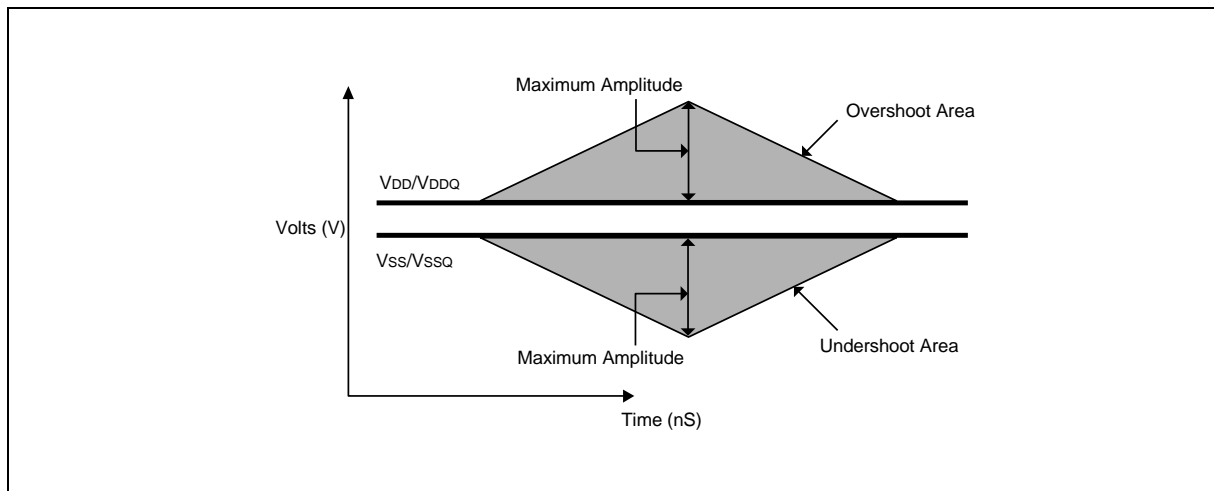 Maximum Amplitude
Overshoot Area
VDD/VDDQ
Volts (V)
VSS/VSSQ
Maximum Amplitude
Undershoot Area
Time (nS)